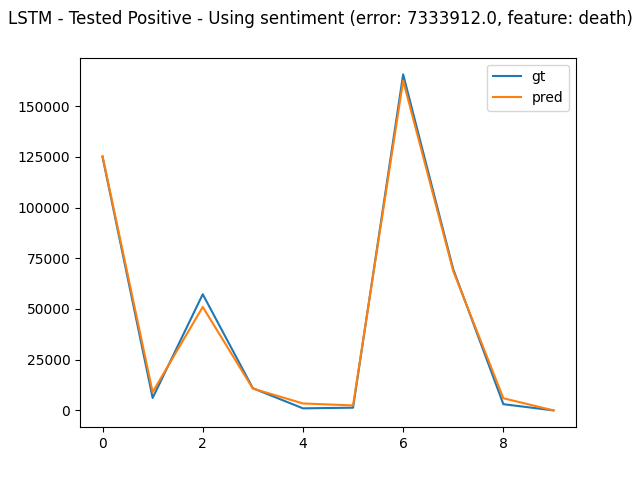 LSTM - Tested Positive - Using sentiment (error: 7333912.0, feature: death)
gt
pred
150000
125000
100000
75000
50000
25000
0
0 2 4 6 8